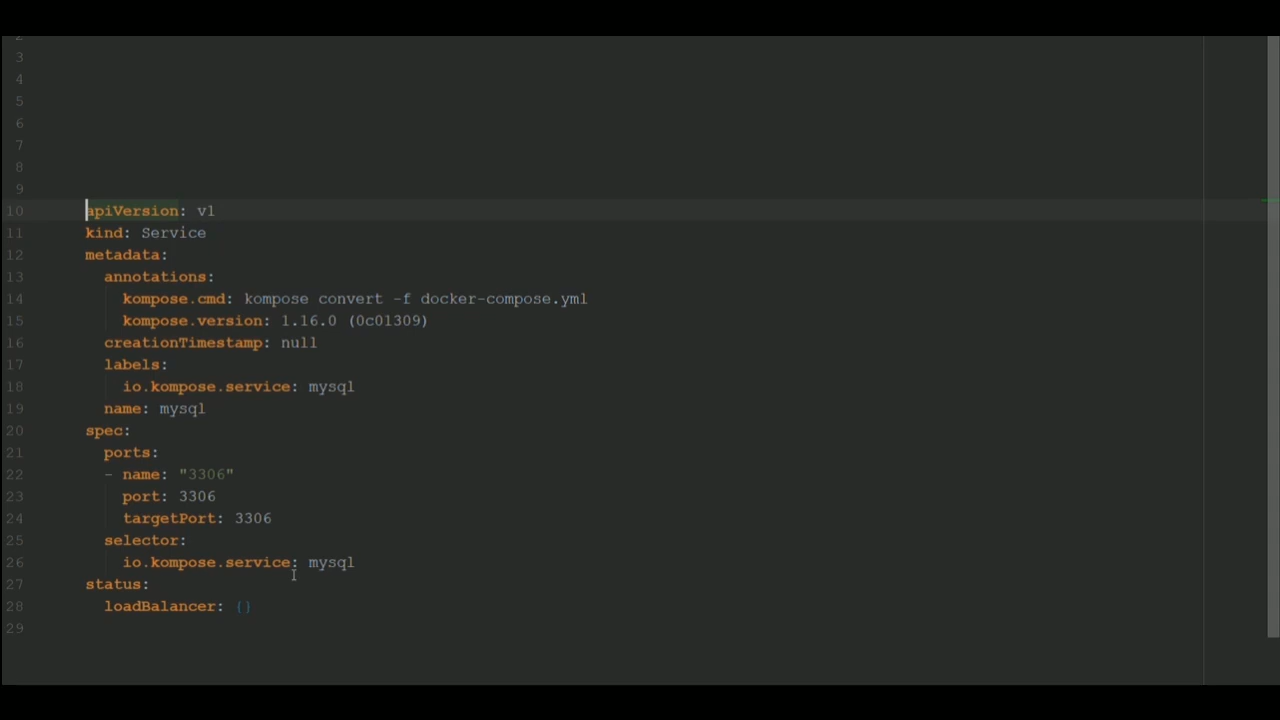 2
3
4
5
6
7
8
9
10 apiVersion: v1
11 kind: Service
12 metadata:
13   annotations:
14     kompose.cmd: kompose convert -f docker-compose.yml
15     kompose.version: 1.16.0 (0c01309)
16   creationTimestamp: null
17   labels:
18     io.kompose.service: mysql
19   name: mysql
20 spec:
21   ports:
22   - name: "3306"
23     port: 3306
24     targetPort: 3306
25   selector:
26     io.kompose.service: mysql
27 status:
28   loadBalancer: {}
29